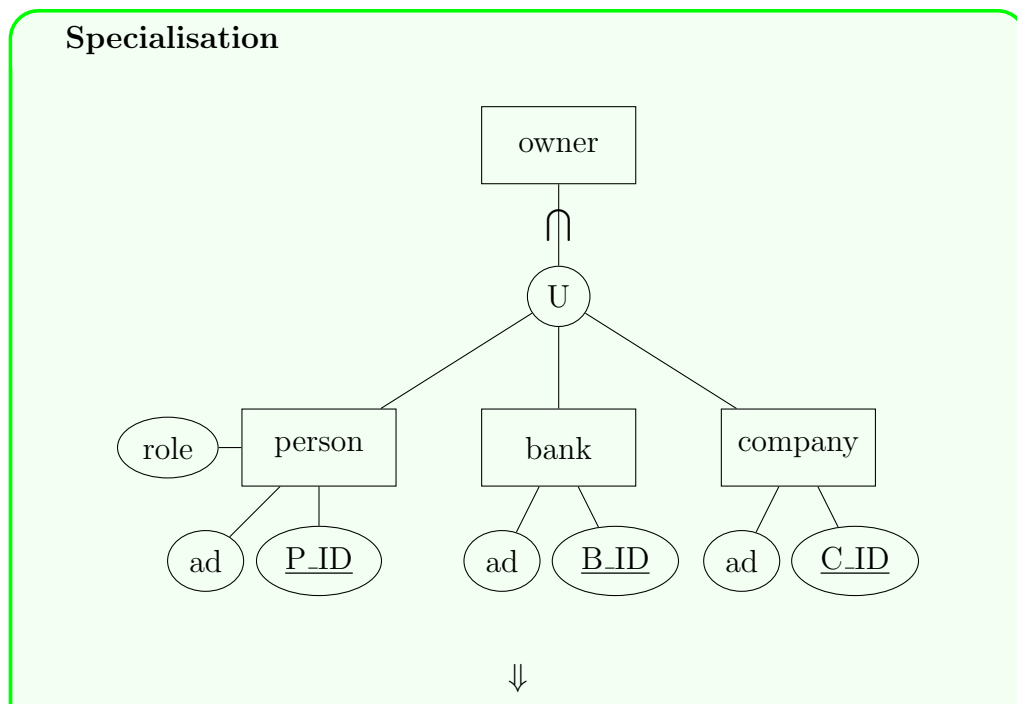 Specialisation
owner
⋂
U
person
bank
company
role
ad
P_ID
ad
B_ID
ad
C_ID
⇓